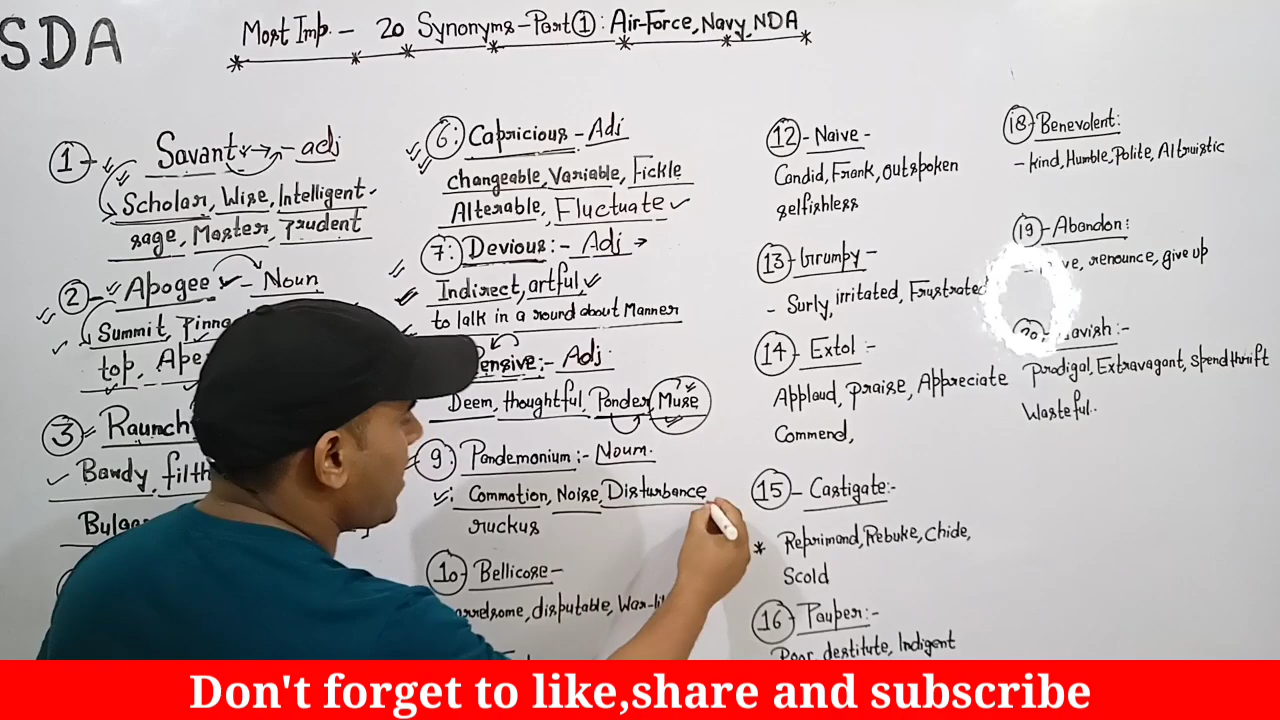 SDA
Most Imp. - 20 Synonyms-Part ①: Air-Force, Navy, NDA
① - Savant → - adj
Scholar, Wise, Intelligent
sage, Master, Prudent
② - Apogee - Noun
Summit,
top,
③ Raunch
Bawdy,
⑥: Capricious - Adj
changeable, Variable, Fickle
Alterable, Fluctuate
⑦: Devious :- Adj →
Indirect, artful,
to talk in a round about Manner
ensive:- Adj.
Deem, thoughtful, Ponder, Muse
⑨: Pandemonium:- Noun.
: Commotion, Noise, Disturbance
ruckus
⑩ Bellicose -
disputable,
⑫ - Naive -
Candid, Frank, outspoken
selfishless
⑬ - Grumpy -
- Surly, irritated, Frustrated
⑭ - Extol :-
Applaud, praise, Appreciate
Commend,
⑮ - Castigate:-
* Reprimand, Rebuke, Chide,
Scold
⑯ - Pauper:-
Poor, destitute, Indigent
⑱ - Benevolent:
- kind, Humble, Polite, Altruistic
⑲ - Abandon:
renounce, give up
avish :-
Prodigal, Extravagant, Spendthrift
Wasteful..
Don't forget to like,share and subscribe